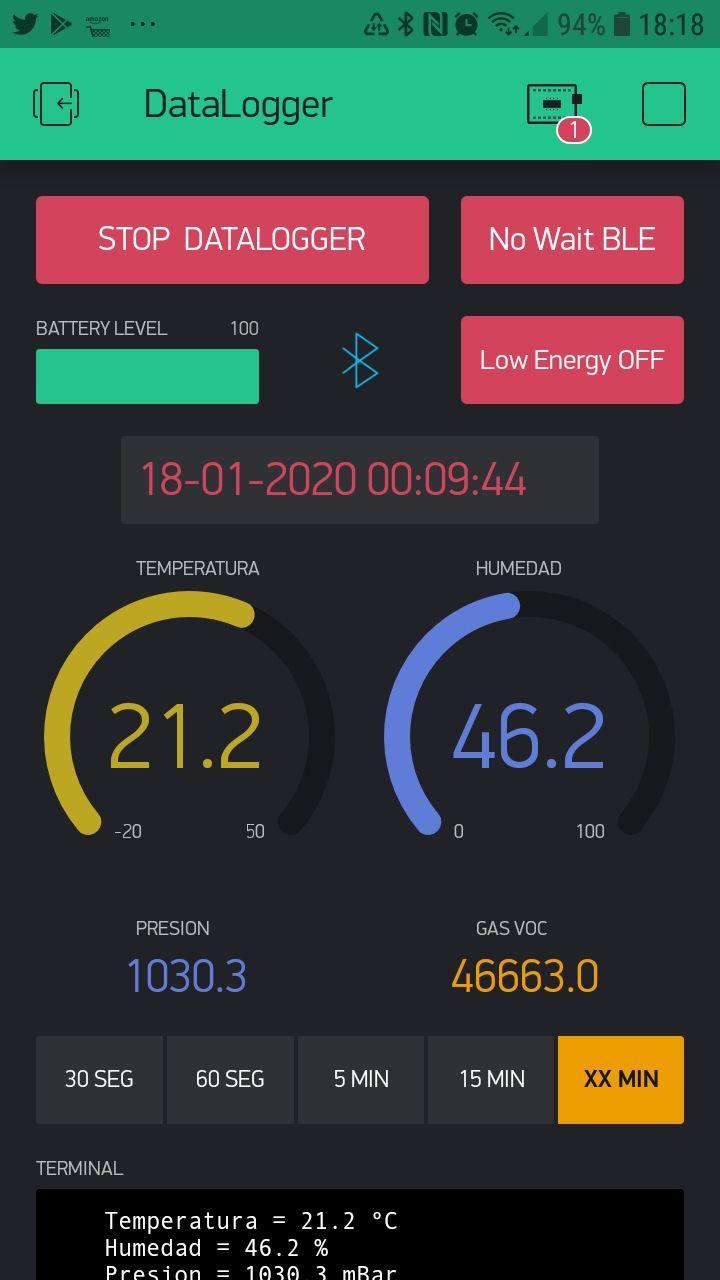 amazon
94% 18:18
DataLogger
1
STOP DATALOGGER No Wait BLE
BATTERY LEVEL 100
Low Energy OFF
18-01-2020 00:09:44
TEMPERATURA HUMEDAD
21.2 46.2
-20 50 0 100
PRESION GAS VOC
1030.3 46663.0
30 SEG 60 SEG 5 MIN 15 MIN XX MIN
TERMINAL
Temperatura = 21.2 °C
Humedad = 46.2 %
Presion = 1030.3 mBar